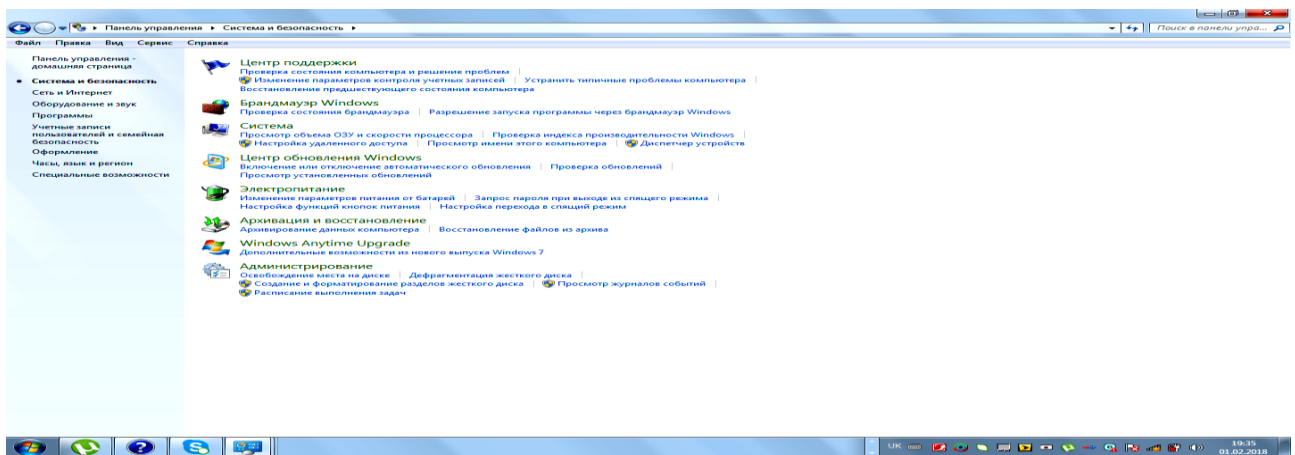 Панель управления ▸ Система и безопасность ▸
Поиск в панели упра...
Файл Правка Вид Сервис Справка
Панель управления -
домашняя страница
Система и безопасность
Сеть и Интернет
Оборудование и звук
Программы
Учетные записи
пользователей и семейная
безопасность
Оформление
Часы, язык и регион
Специальные возможности
Центр поддержки
Проверка состояния компьютера и решение проблем
Изменение параметров контроля учетных записей
Устранить типичные проблемы компьютера
Восстановление предшествующего состояния компьютера
Брандмауэр Windows
Проверка состояния брандмауэра
Разрешение запуска программы через брандмауэр Windows
Система
Просмотр объема ОЗУ и скорости процессора
Проверка индекса производительности Windows
Настройка удаленного доступа
Просмотр имени этого компьютера
Диспетчер устройств
Центр обновления Windows
Включение или отключение автоматического обновления
Проверка обновлений
Просмотр установленных обновлений
Электропитание
Изменение параметров питания от батарей
Запрос пароля при выходе из спящего режима
Настройка функций кнопок питания
Настройка перехода в спящий режим
Архивация и восстановление
Архивирование данных компьютера
Восстановление файлов из архива
Windows Anytime Upgrade
Дополнительные возможности из нового выпуска Windows 7
Администрирование
Освобождение места на диске
Дефрагментация жесткого диска
Создание и форматирование разделов жесткого диска
Просмотр журналов событий
Расписание выполнения задач
UK
19:35
01.02.2018